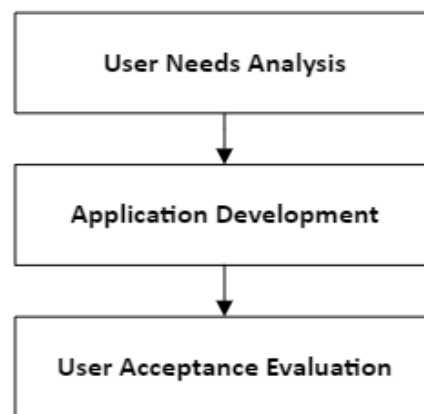 User Needs Analysis
Application Development
User Acceptance Evaluation